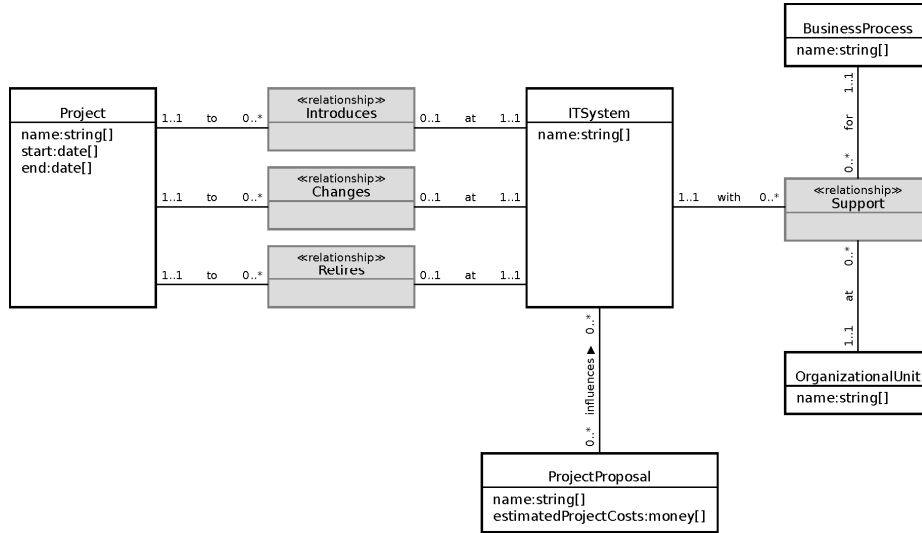 BusinessProcess
name:string[]
1..1
for
0..*
Project
name:string[]
start:date[]
end:date[]
1..1 to 0..*
≪relationship≫
Introduces
0..1 at 1..1
ITSystem
name:string[]
1..1 to 0..*
≪relationship≫
Changes
0..1 at 1..1
1..1 with 0..*
≪relationship≫
Support
1..1 to 0..*
≪relationship≫
Retires
0..1 at 1..1
0..*
at
1..1
OrganizationalUnit
name:string[]
0..* influences ▶ 0..*
ProjectProposal
name:string[]
estimatedProjectCosts:money[]